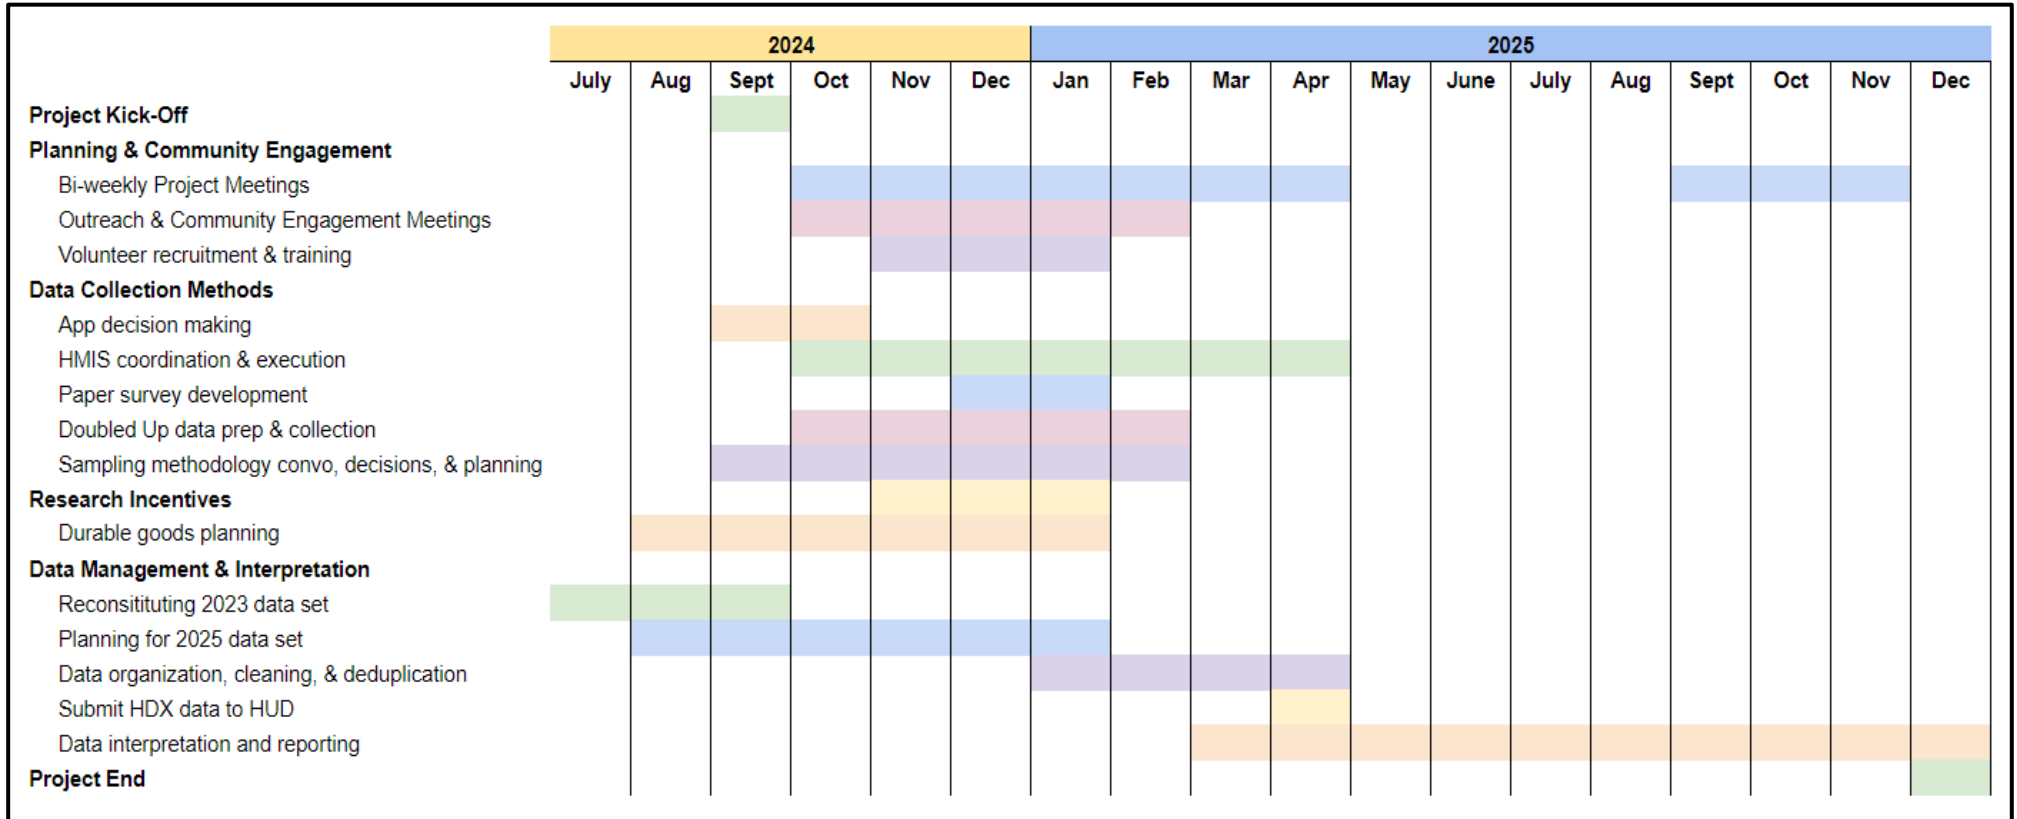 2024 2025
July Aug Sept Oct Nov Dec Jan Feb Mar Apr May June July Aug Sept Oct Nov Dec
Project Kick-Off
Planning & Community Engagement
Bi-weekly Project Meetings
Outreach & Community Engagement Meetings
Volunteer recruitment & training
Data Collection Methods
App decision making
HMIS coordination & execution
Paper survey development
Doubled Up data prep & collection
Sampling methodology convo, decisions, & planning
Research Incentives
Durable goods planning
Data Management & Interpretation
Reconsitituting 2023 data set
Planning for 2025 data set
Data organization, cleaning, & deduplication
Submit HDX data to HUD
Data interpretation and reporting
Project End